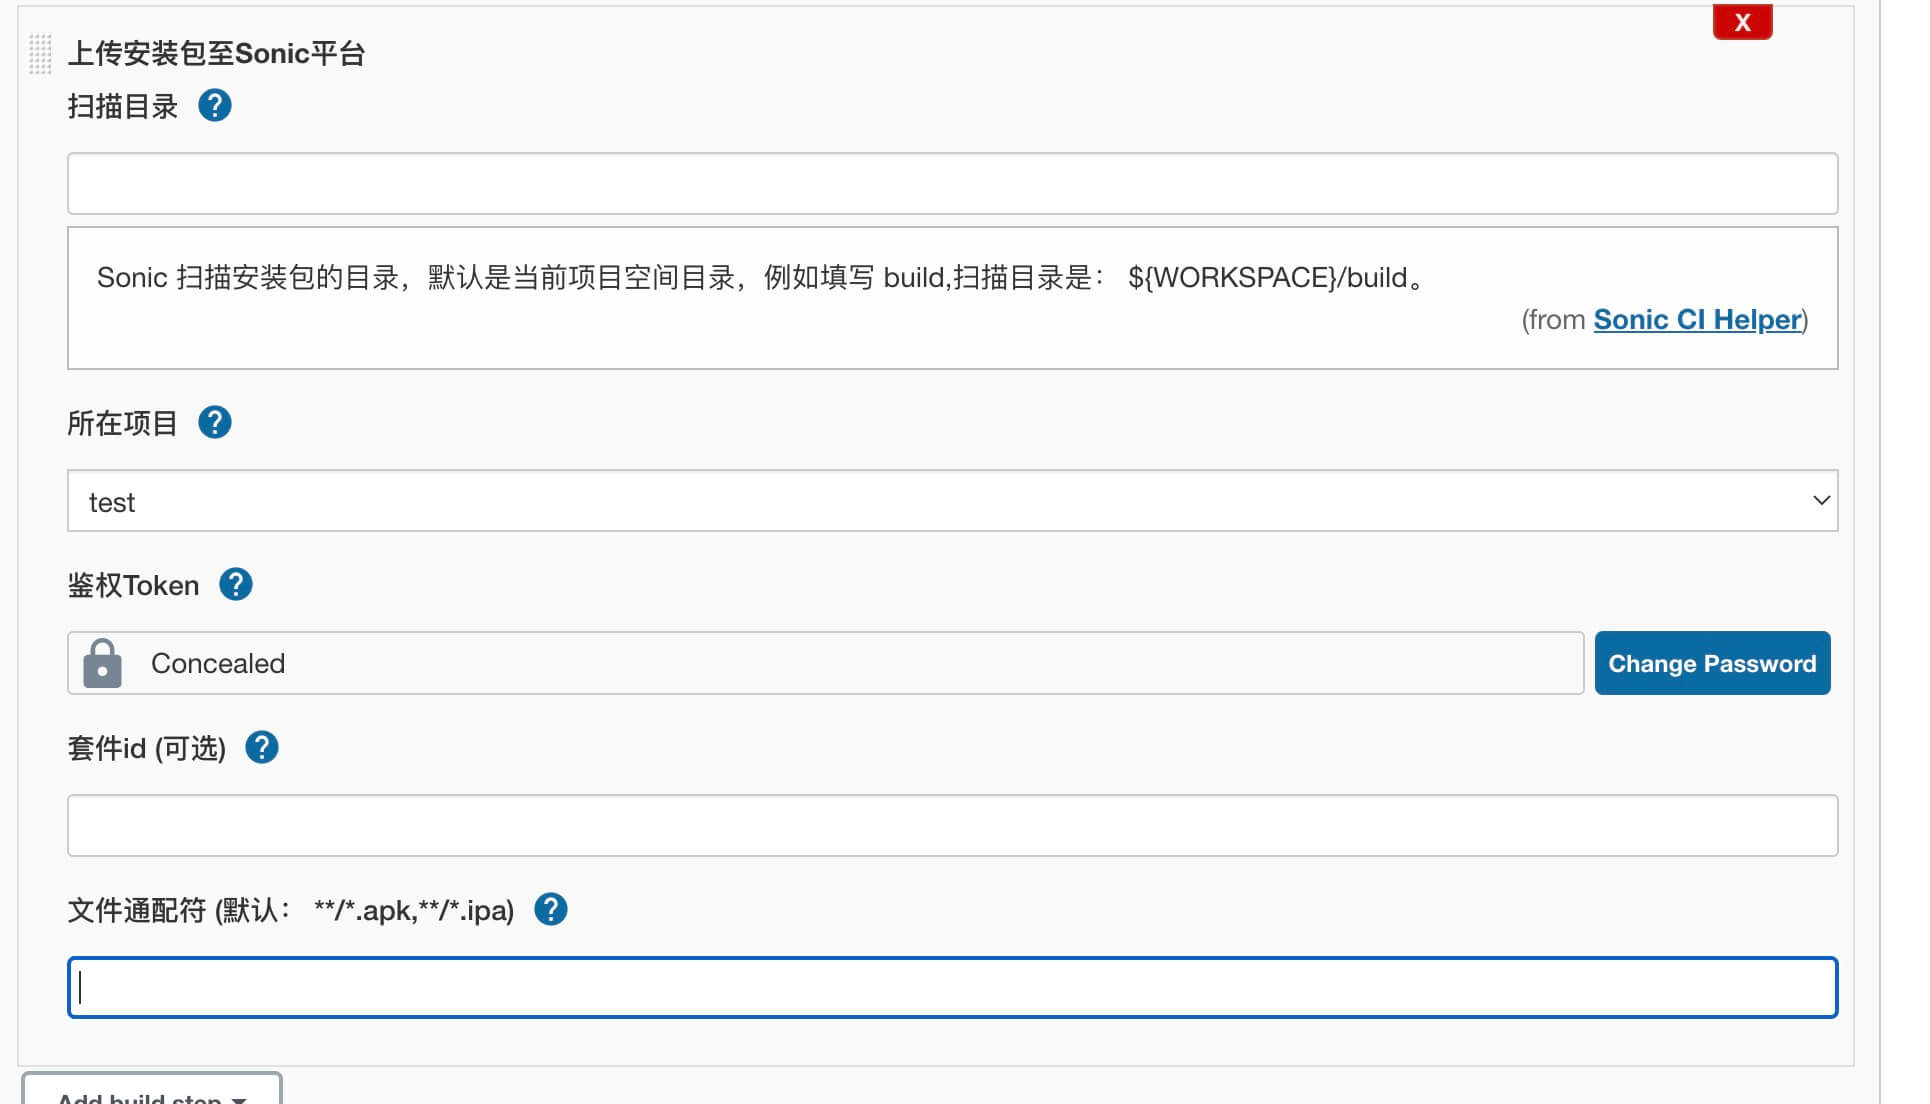 X
上传安装包至Sonic平台
扫描目录 ?
Sonic 扫描安装包的目录，默认是当前项目空间目录，例如填写 build,扫描目录是： ${WORKSPACE}/build。
(from Sonic CI Helper)
所在项目 ?
test
鉴权Token ?
Concealed
Change Password
套件id (可选) ?
文件通配符 (默认： **/*.apk,**/*.ipa) ?
Add build step